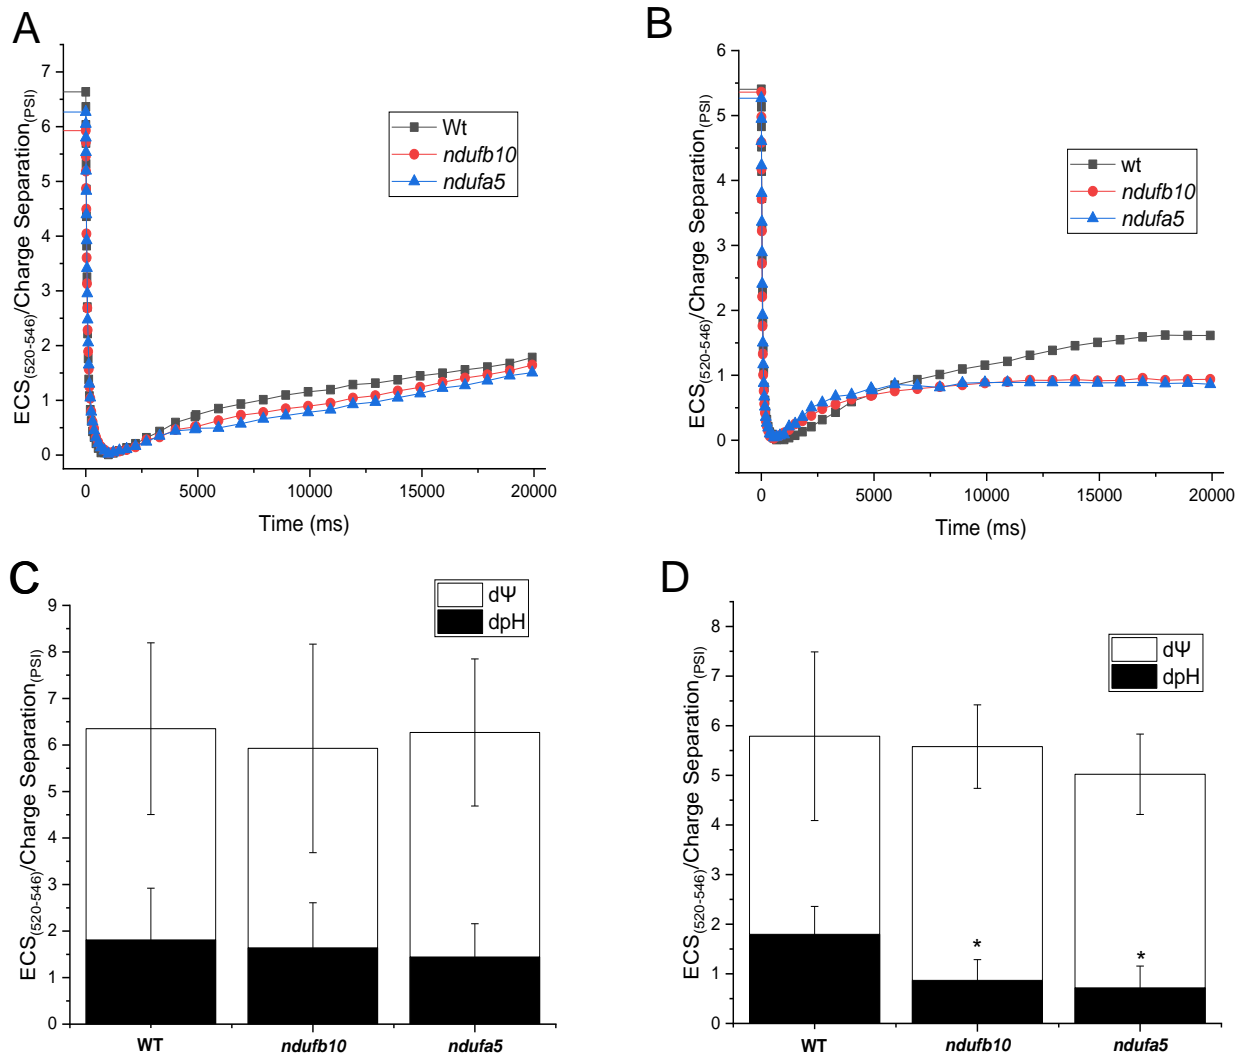 A
ECS(520-546)/Charge Separation(PSI)
7
6
5
4
3
2
1
0
Wt
ndufb10
ndufa5
0 5000 10000 15000 20000
Time (ms)
B
ECS(520-546)/Charge Separation(PSI)
6
5
4
3
2
1
0
wt
ndufb10
ndufa5
0 5000 10000 15000 20000
Time (ms)
C
ECS(520-546)/Charge Separation(PSI)
9
8
7
6
5
4
3
2
1
0
dΨ
dpH
WT ndufb10 ndufa5
D
ECS(520-546)/Charge Separation(PSI)
8
7
6
5
4
3
2
1
0
dΨ
dpH
* *
WT ndufb10 ndufa5